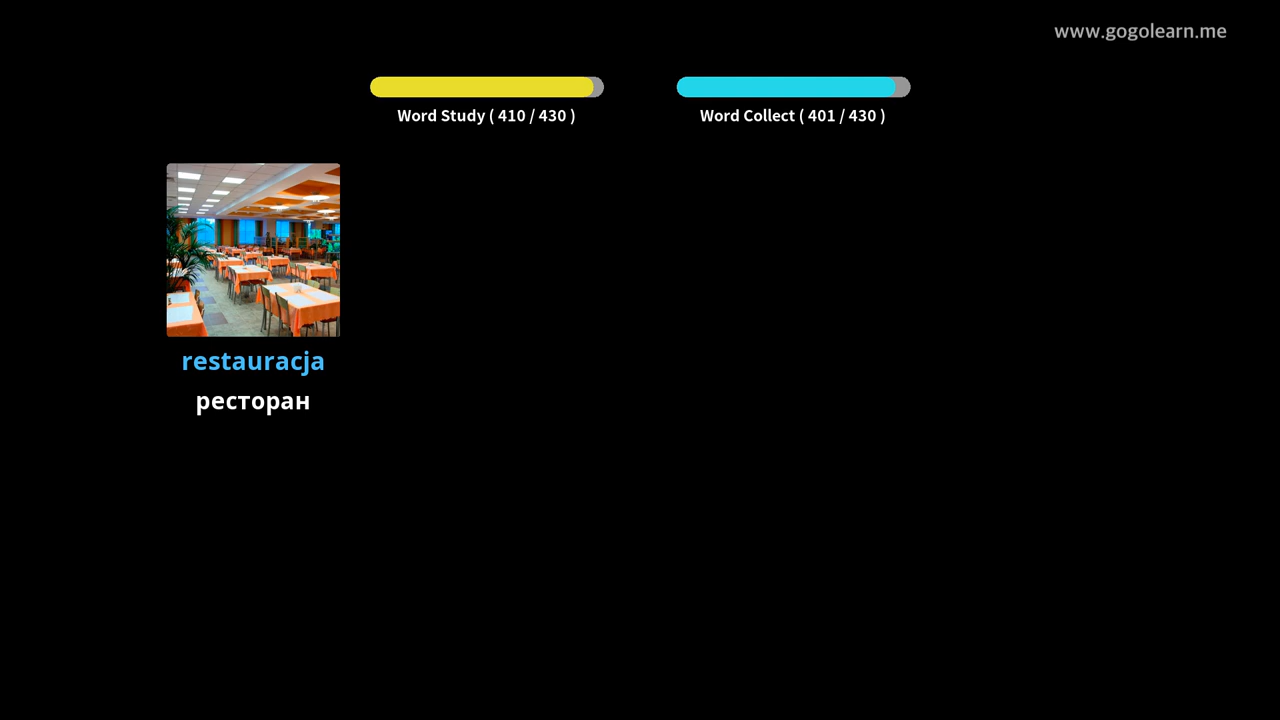 www.gogolearn.me
Word Study ( 410 / 430 )
Word Collect ( 401 / 430 )
restauracja
ресторан